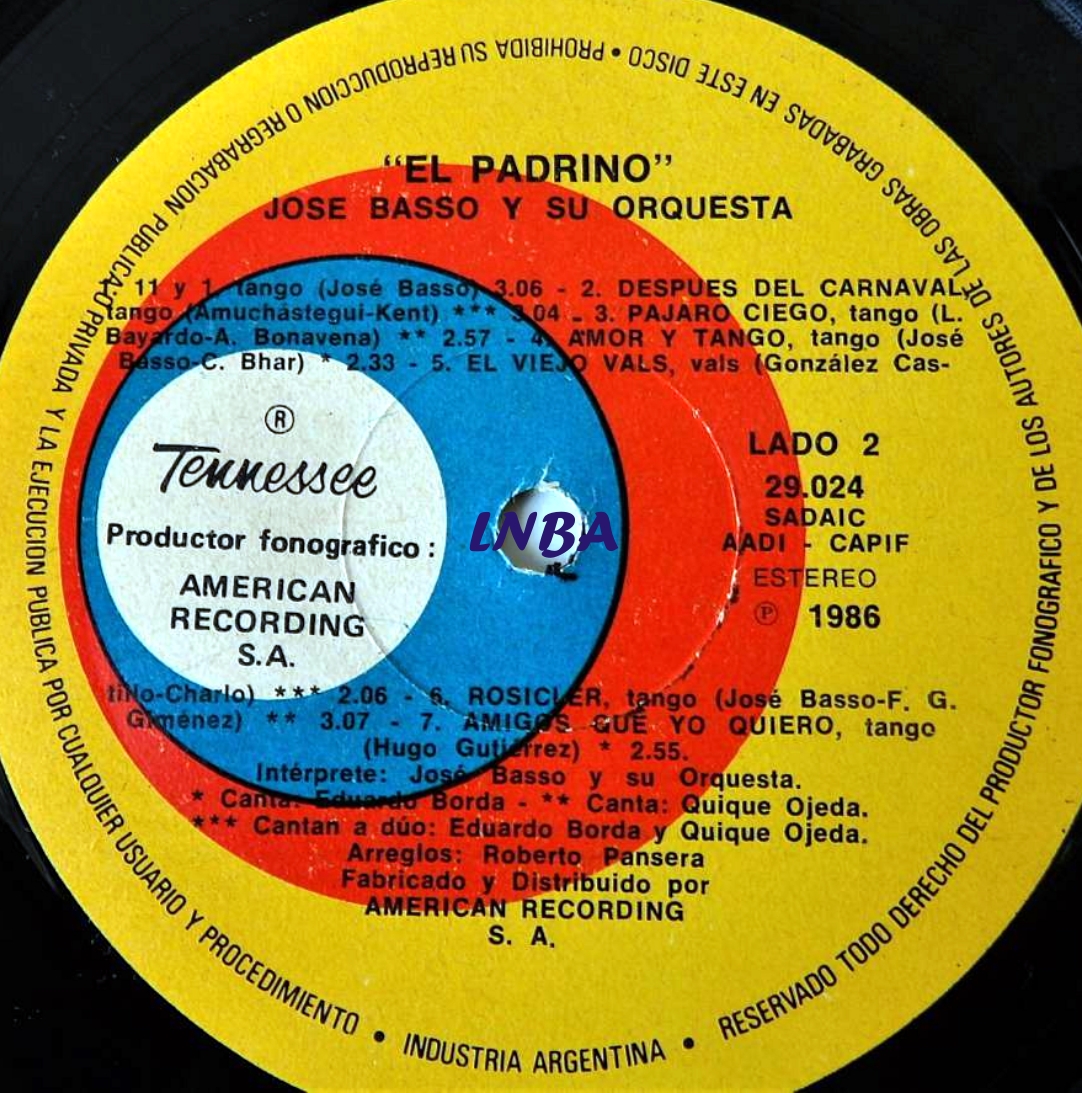 “EL PADRINO”
JOSE BASSO Y SU ORQUESTA
1. 11 y 1, tango (José Basso) 3.06 - 2. DESPUES DEL CARNAVAL,
tango (Amuchástegui-Kent) *** 3.04 - 3. PAJARO CIEGO, tango (L.
Bayardo-A. Bonavena) ** 2.57 - 4. AMOR Y TANGO, tango (José
Basso-C. Bhar) * 2.33 - 5. EL VIEJO VALS, vals (González Cas-
®
Tennessee
Productor fonografico :
AMERICAN
RECORDING
S.A.
LNBA
LADO 2
29.024
SADAIC
AADI - CAPIF
ESTEREO
℗ 1986
tillo-Charlo) *** 2.06 - 6. ROSICLER, tango (José Basso-F. G.
Giménez) ** 3.07 - 7. AMIGOS QUE YO QUIERO, tango
(Hugo Gutiérrez) * 2.55.
Intérprete: José Basso y su Orquesta.
* Canta: Eduardo Borda - ** Canta: Quique Ojeda.
*** Cantan a dúo: Eduardo Borda y Quique Ojeda.
Arreglos: Roberto Pansera
Fabricado y Distribuido por
AMERICAN RECORDING
S. A.
RESERVADO TODO DERECHO DEL PRODUCTOR FONOGRAFICO Y DE LOS AUTORES DE LAS OBRAS GRABADAS EN ESTE DISCO • PROHIBIDA SU REPRODUCCION O REGRABACION PUBLICA O PRIVADA Y LA EJECUCION PUBLICA POR CUALQUIER USUARIO Y PROCEDIMIENTO • INDUSTRIA ARGENTINA •